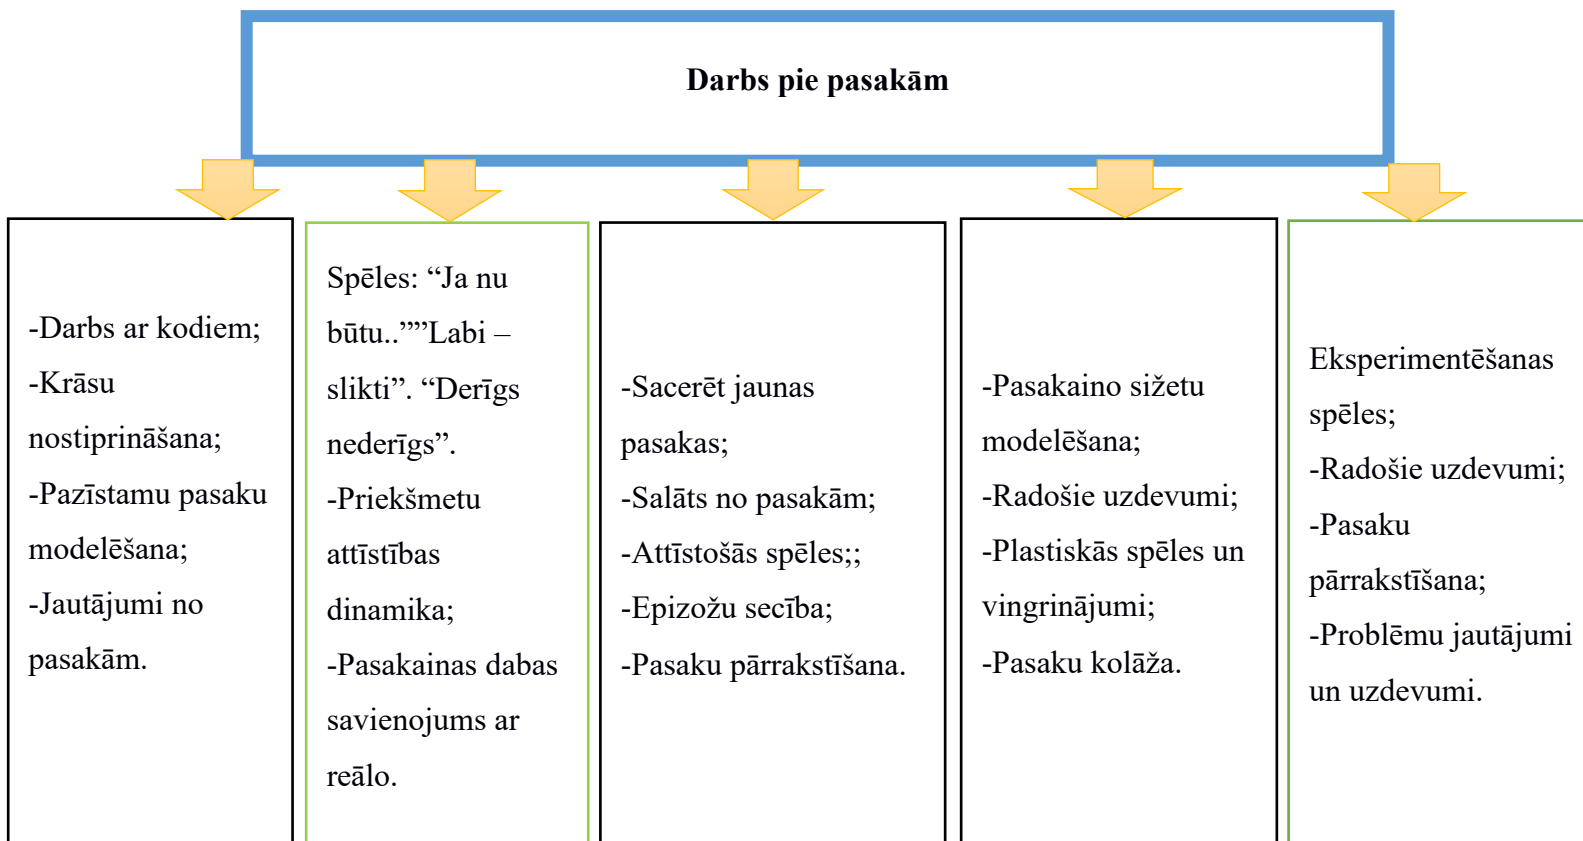 Darbs pie pasakām
-Darbs ar kodiem;
-Krāsu
nostiprināšana;
-Pazīstamu pasaku
modelēšana;
-Jautājumi no
pasakām.
Spēles: “Ja nu
būtu..””Labi –
slikti”. “Derīgs
nederīgs”.
-Priekšmetu
attīstības
dinamika;
-Pasakainas dabas
savienojums ar
reālo.
-Sacerēt jaunas
pasakas;
-Salāts no pasakām;
-Attīstošās spēles;;
-Epizožu secība;
-Pasaku pārrakstīšana.
-Pasakaino sižetu
modelēšana;
-Radošie uzdevumi;
-Plastiskās spēles un
vingrinājumi;
-Pasaku kolāža.
Eksperimentēšanas
spēles;
-Radošie uzdevumi;
-Pasaku
pārrakstīšana;
-Problēmu jautājumi
un uzdevumi.